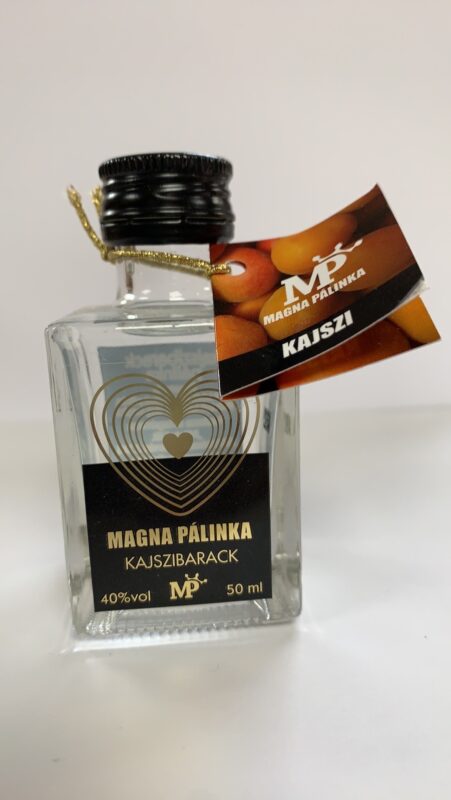 MP
MAGNA PÁLINKA
KAJSZI
MAGNA PÁLINKA
KAJSZIBARACK
40%vol MP 50 ml